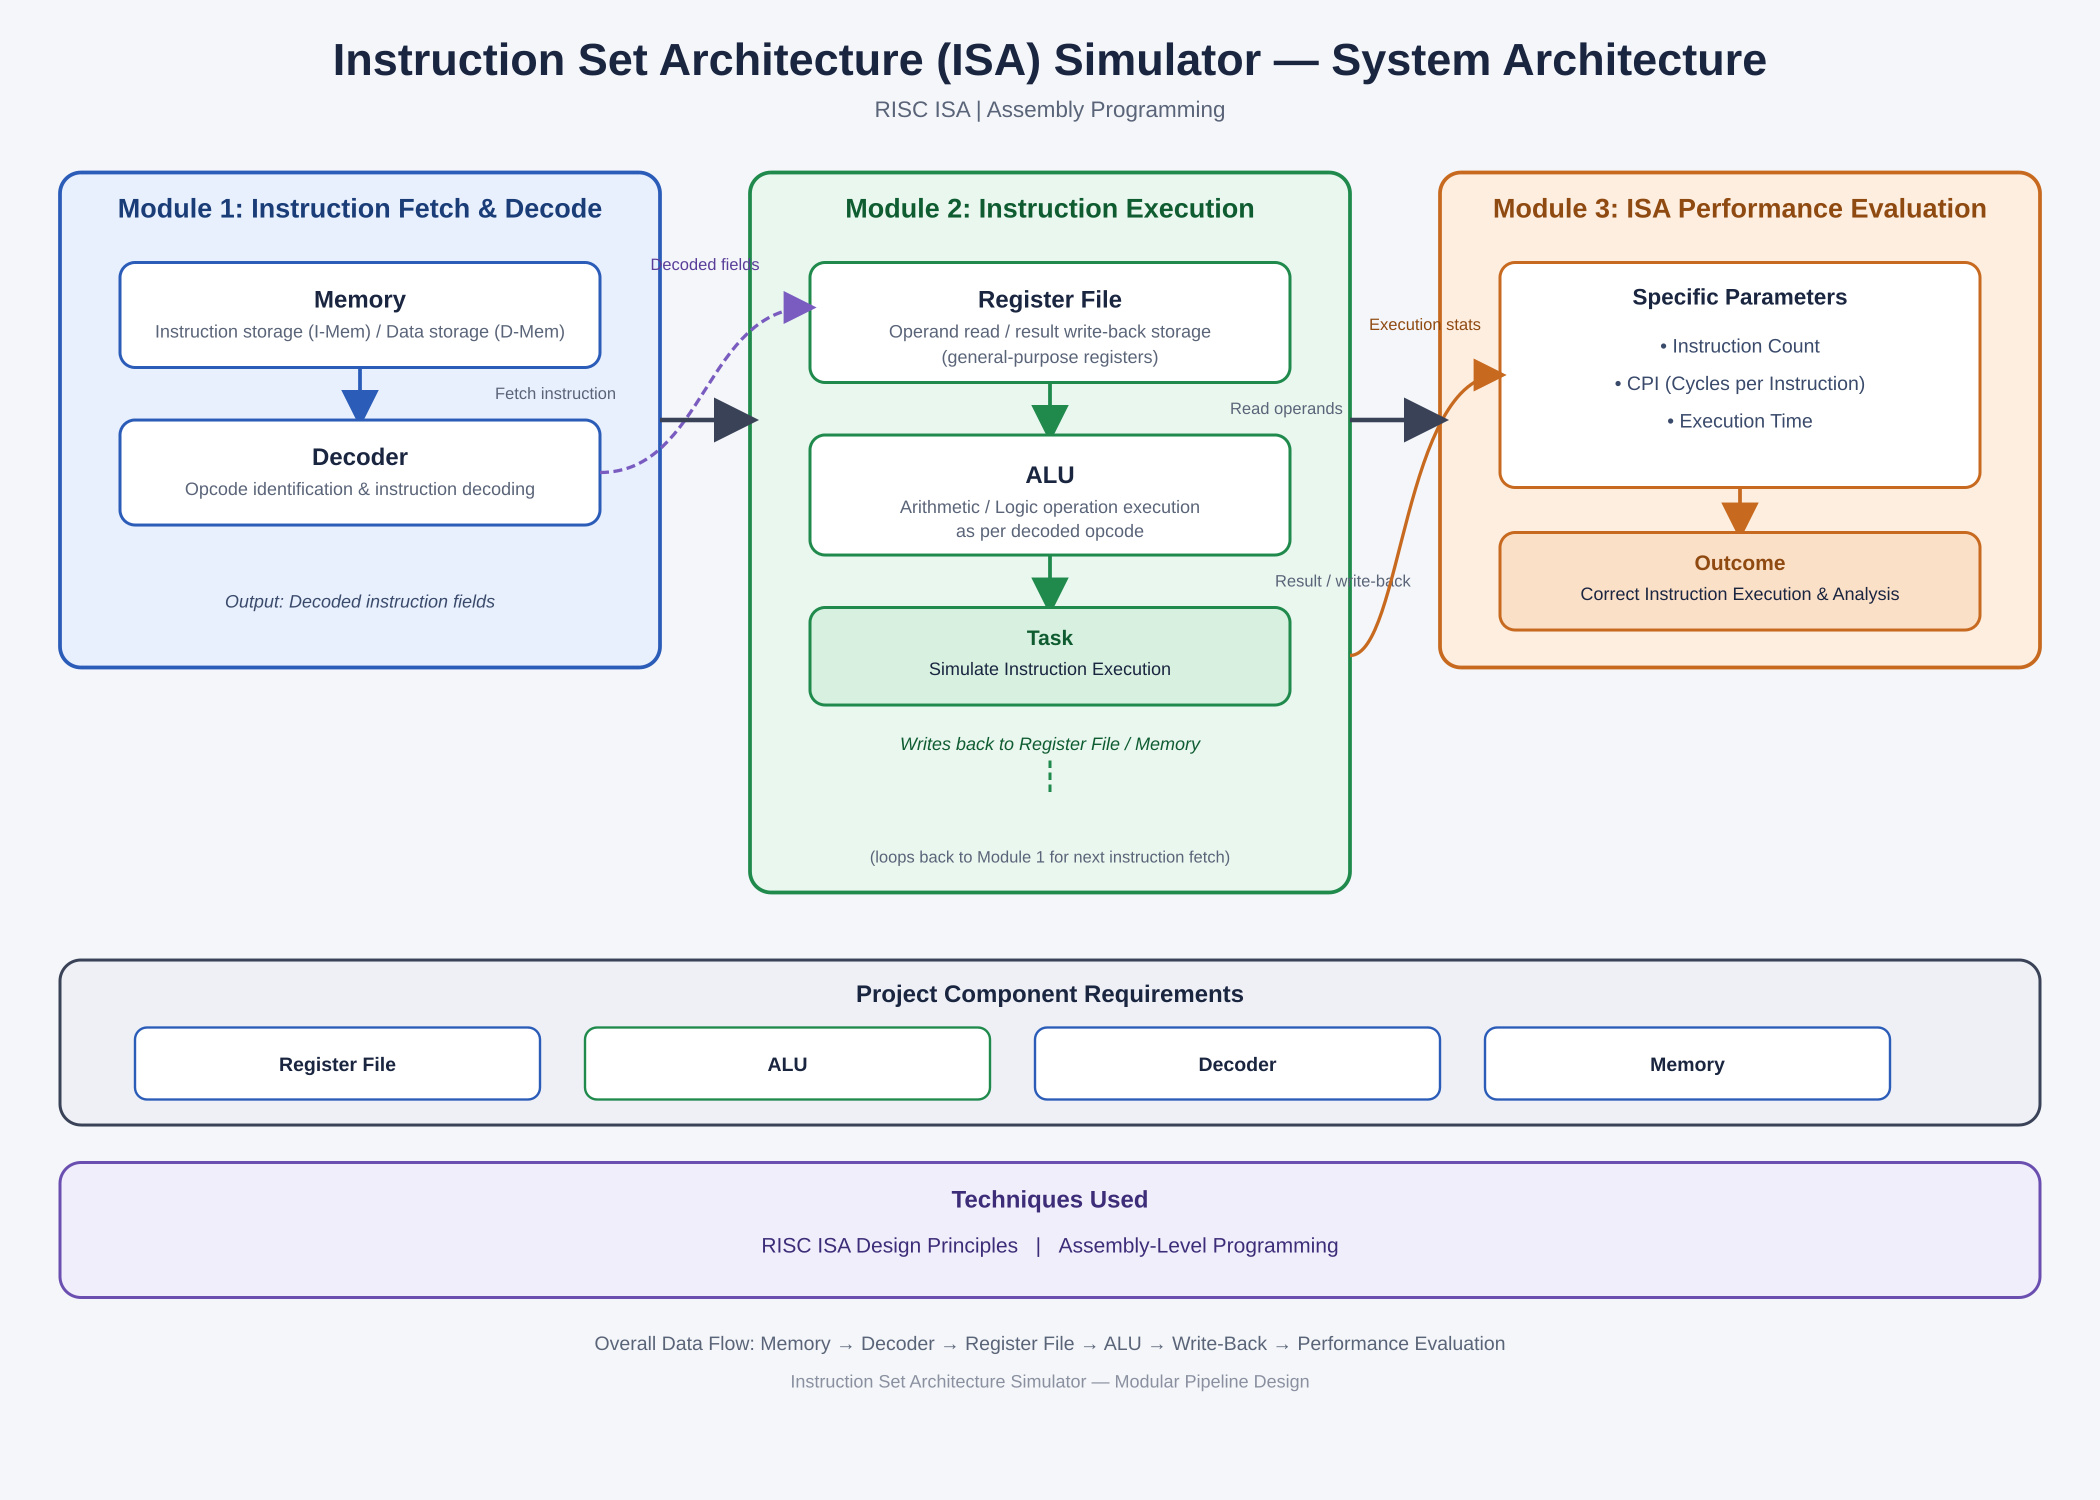 Instruction Set Architecture (ISA) Simulator — System Architecture
RISC ISA | Assembly Programming
Module 1: Instruction Fetch & Decode
Memory
Instruction storage (I-Mem) / Data storage (D-Mem)
Fetch instruction
Decoder
Opcode identification & instruction decoding
Output: Decoded instruction fields
Decoded fields
Module 2: Instruction Execution
Register File
Operand read / result write-back storage
(general-purpose registers)
Read operands
ALU
Arithmetic / Logic operation execution
as per decoded opcode
Result / write-back
Task
Simulate Instruction Execution
Writes back to Register File / Memory
(loops back to Module 1 for next instruction fetch)
Execution stats
Module 3: ISA Performance Evaluation
Specific Parameters
• Instruction Count
• CPI (Cycles per Instruction)
• Execution Time
Outcome
Correct Instruction Execution & Analysis
Project Component Requirements
Register File
ALU
Decoder
Memory
Techniques Used
RISC ISA Design Principles | Assembly-Level Programming
Overall Data Flow: Memory → Decoder → Register File → ALU → Write-Back → Performance Evaluation
Instruction Set Architecture Simulator — Modular Pipeline Design